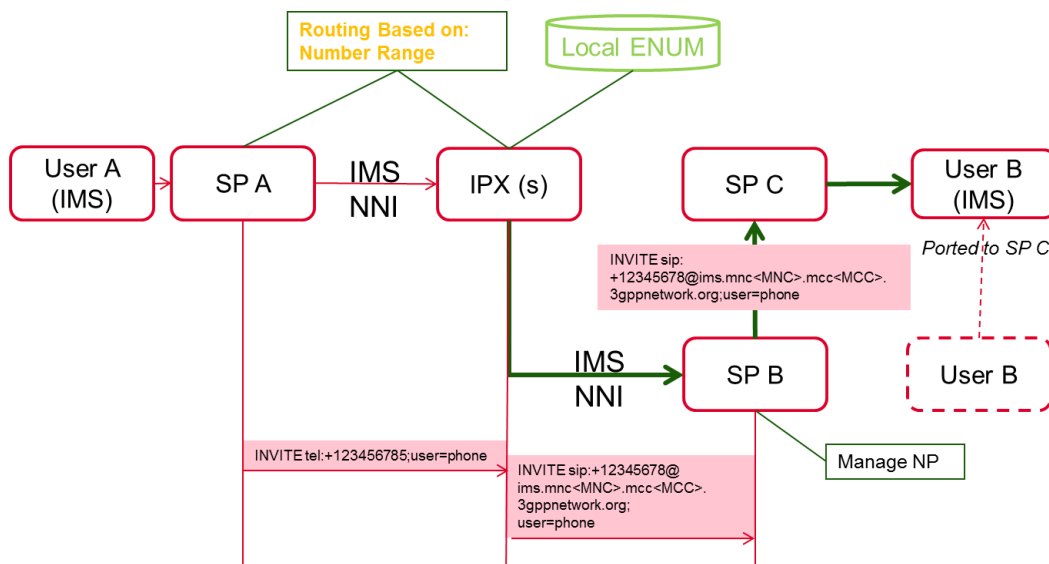 Routing Based on:
Number Range
Local ENUM
User A
(IMS)
SP A
IMS
NNI
IPX (s)
SP C
User B
(IMS)
Ported to SP C
INVITE sip:
+12345678@ims.mnc<MNC>.mcc<MCC>.
3gppnetwork.org;user=phone
IMS
NNI
SP B
User B
INVITE tel:+123456785;user=phone
Manage NP
INVITE sip:+12345678@
ims.mnc<MNC>.mcc<MCC>.
3gppnetwork.org;
user=phone